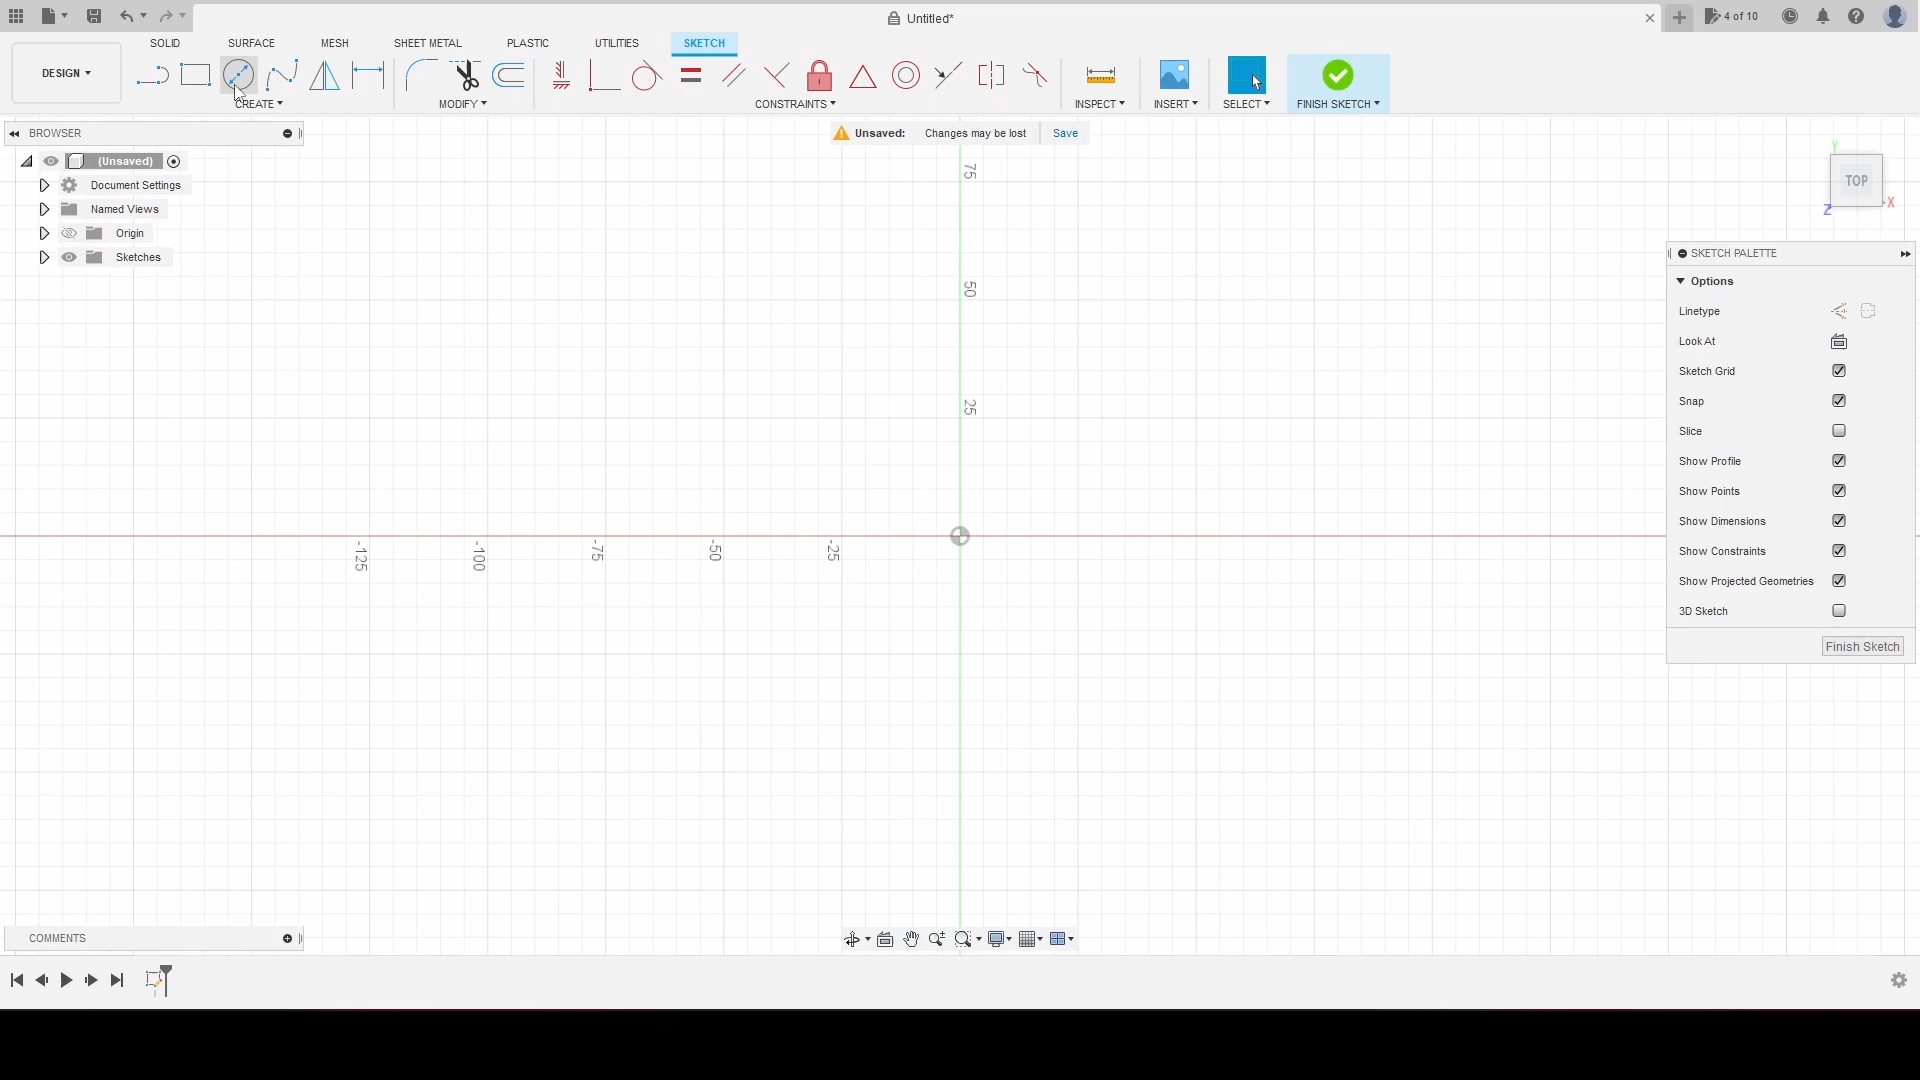 Untitled*
4 of 10
SOLID
SURFACE
MESH
SHEET METAL
PLASTIC
UTILITIES
SKETCH
DESIGN
CREATE
MODIFY
CONSTRAINTS
INSPECT
INSERT
SELECT
FINISH SKETCH
BROWSER
Unsaved: Changes may be lost Save
(Unsaved)
Document Settings
Named Views
Origin
Sketches
75
50
25
-125
-100
-75
-50
-25
Y
TOP
Z
X
SKETCH PALETTE
Options
Linetype
Look At
Sketch Grid
Snap
Slice
Show Profile
Show Points
Show Dimensions
Show Constraints
Show Projected Geometries
3D Sketch
Finish Sketch
COMMENTS